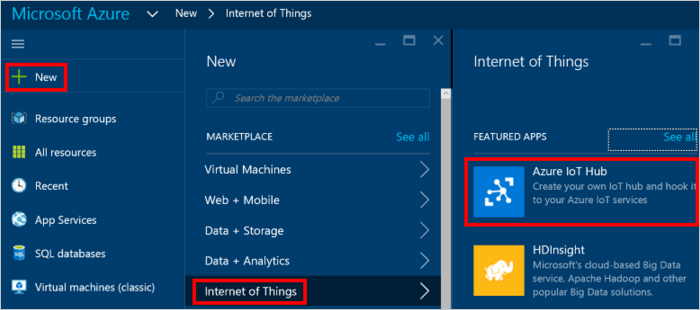 Microsoft Azure New > Internet of Things
New
Resource groups
All resources
Recent
App Services
SQL databases
Virtual machines (classic)
New
Search the marketplace
MARKETPLACE See all
Virtual Machines
Web + Mobile
Data + Storage
Data + Analytics
Internet of Things
Internet of Things
FEATURED APPS See all
Azure IoT Hub
Create your own IoT hub and hook it
to your Azure IoT services
HDInsight
Microsoft's cloud-based Big Data
service. Apache Hadoop and other
popular Big Data solutions.